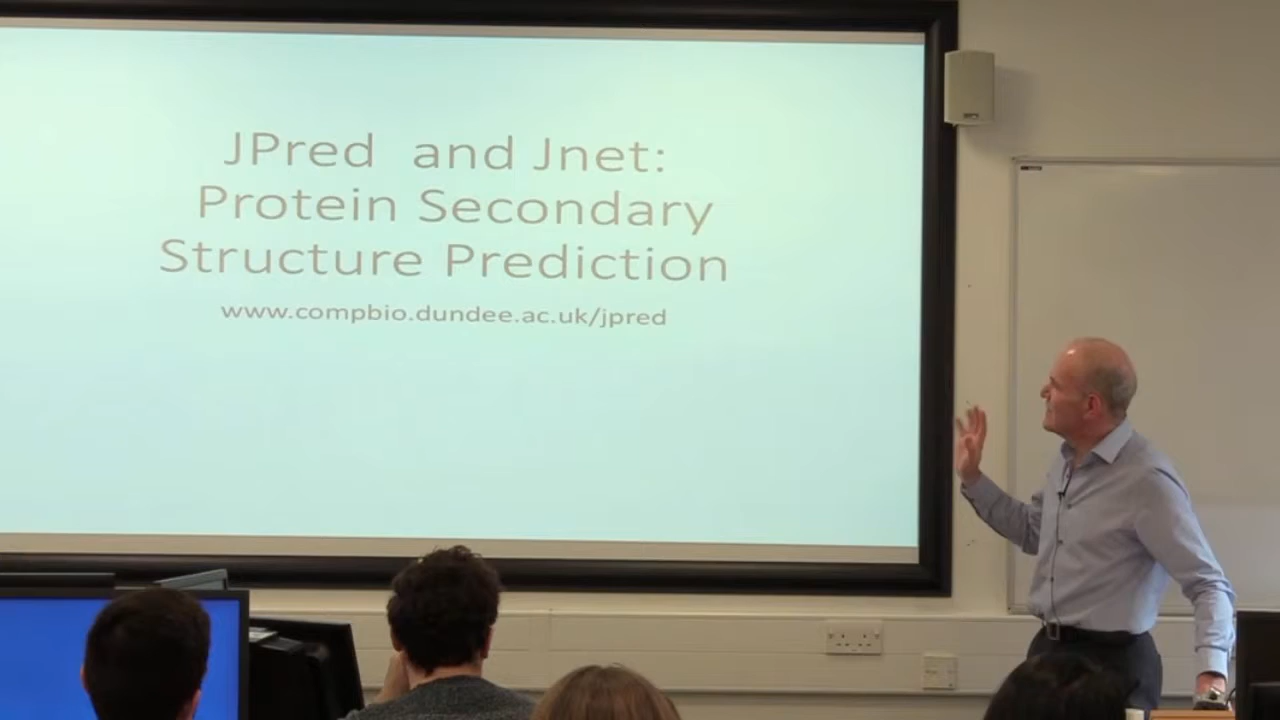 JPred and Jnet:
Protein Secondary
Structure Prediction
www.compbio.dundee.ac.uk/jpred